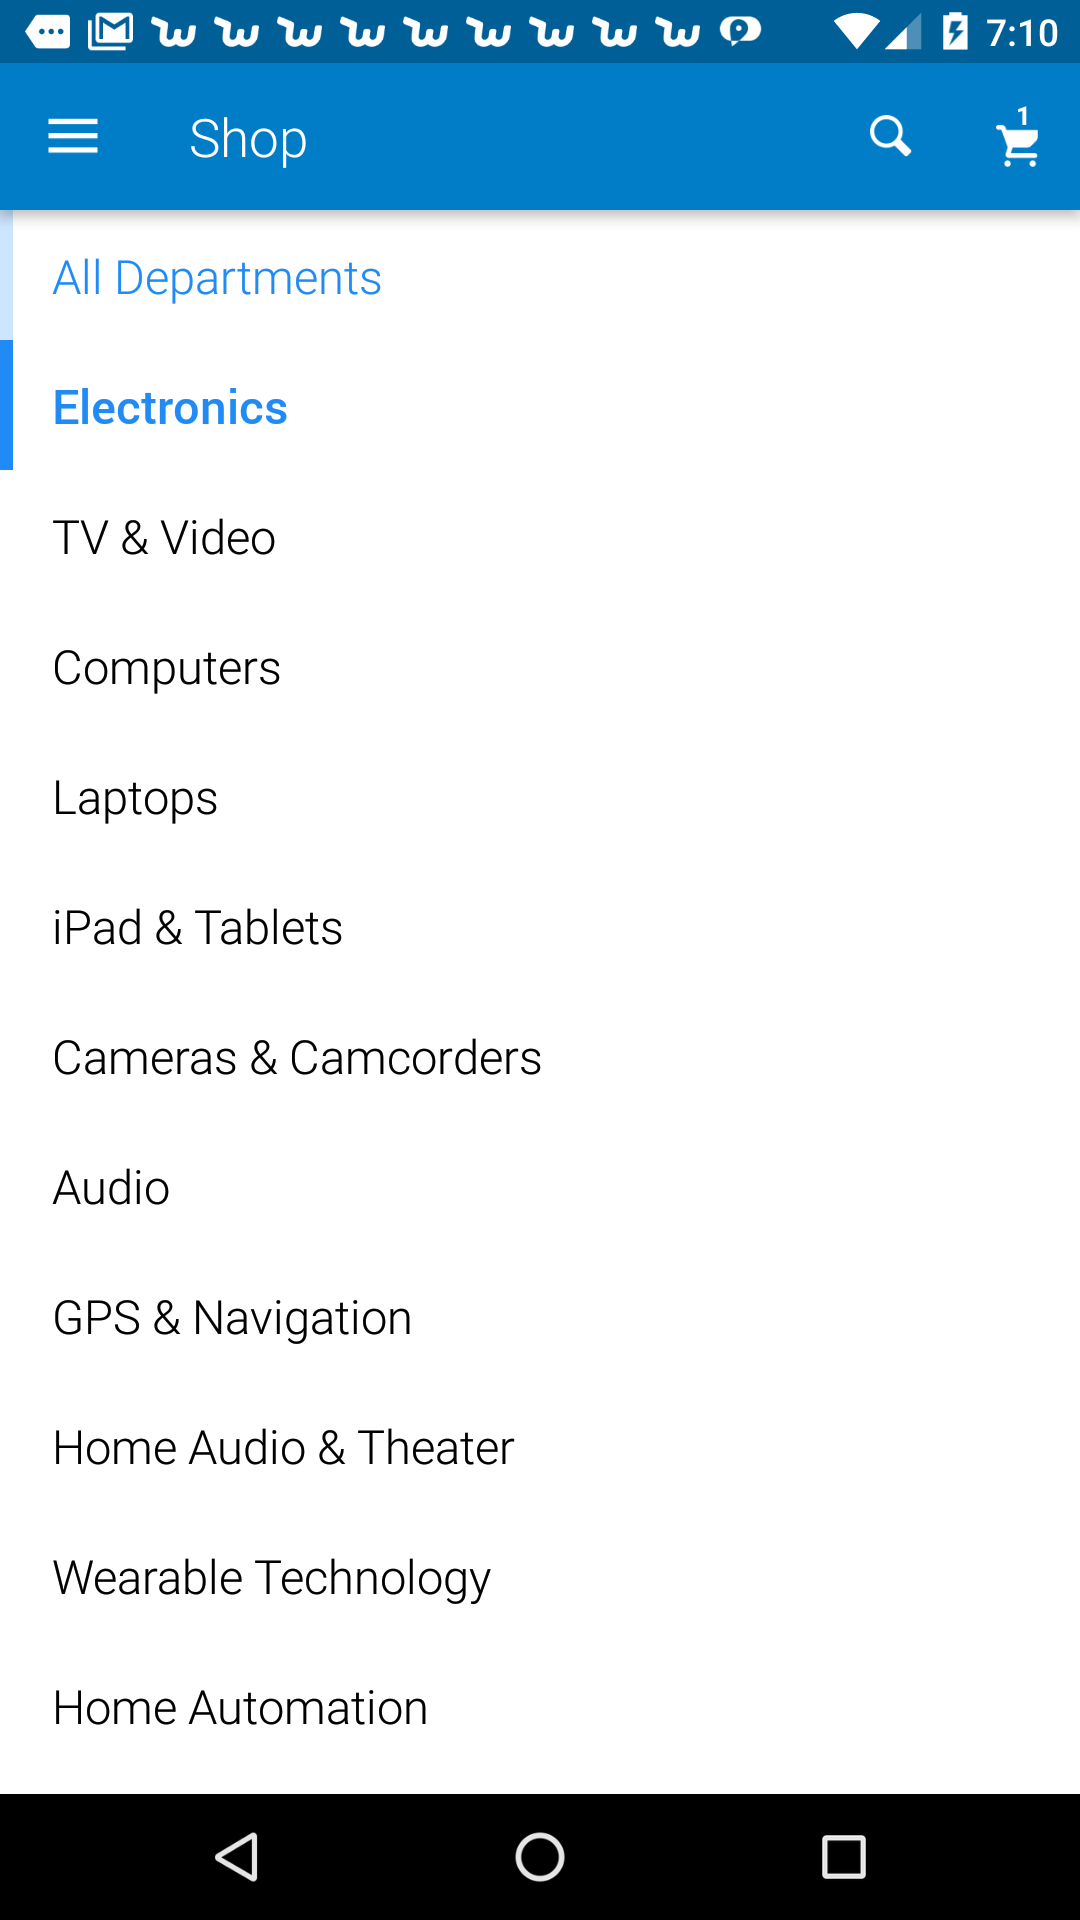 7:10
Shop
1
All Departments
Electronics
TV & Video
Computers
Laptops
iPad & Tablets
Cameras & Camcorders
Audio
GPS & Navigation
Home Audio & Theater
Wearable Technology
Home Automation